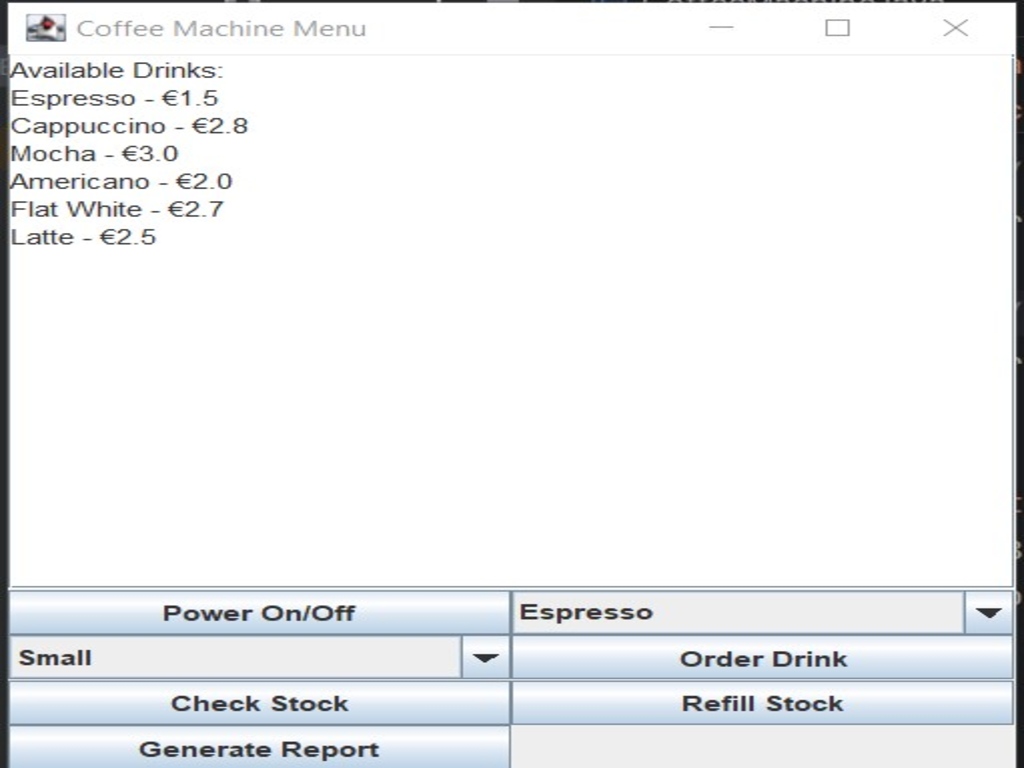 Coffee Machine Menu
Available Drinks:
Espresso - €1.5
Cappuccino - €2.8
Mocha - €3.0
Americano - €2.0
Flat White - €2.7
Latte - €2.5
Power On/Off
Espresso
Small
Order Drink
Check Stock
Refill Stock
Generate Report